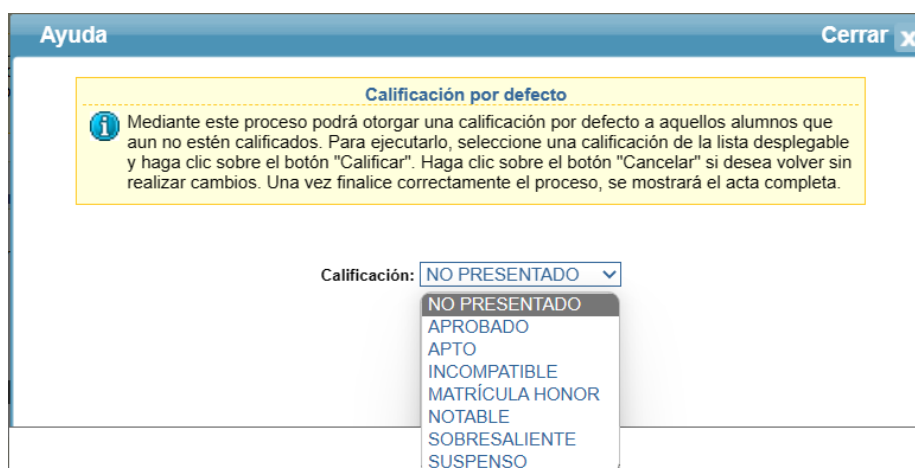 Ayuda
Cerrar x
Calificación por defecto
Mediante este proceso podrá otorgar una calificación por defecto a aquellos alumnos que
aun no estén calificados. Para ejecutarlo, seleccione una calificación de la lista desplegable
y haga clic sobre el botón "Calificar". Haga clic sobre el botón "Cancelar" si desea volver sin
realizar cambios. Una vez finalice correctamente el proceso, se mostrará el acta completa.
Calificación: NO PRESENTADO
NO PRESENTADO
APROBADO
APTO
INCOMPATIBLE
MATRÍCULA HONOR
NOTABLE
SOBRESALIENTE
SUSPENSO